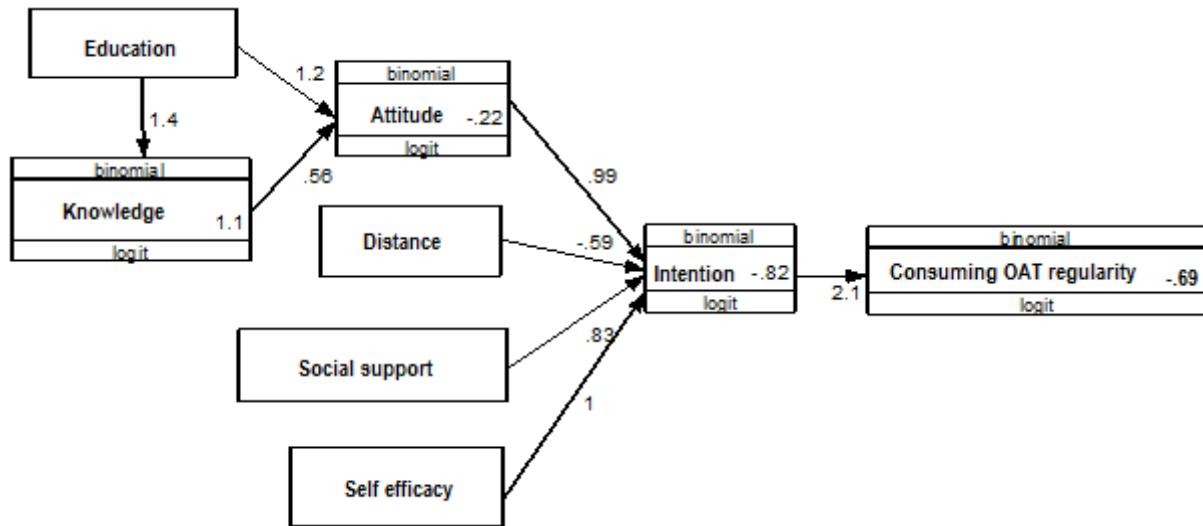 Education
1.2
binomial
Attitude -.22
logit
1.4
binomial
Knowledge 1.1
logit
.56
.99
Distance
-.59
binomial
Intention -.82
logit
2.1
binomial
Consuming OAT regularity -.69
logit
Social support
.83
1
Self efficacy